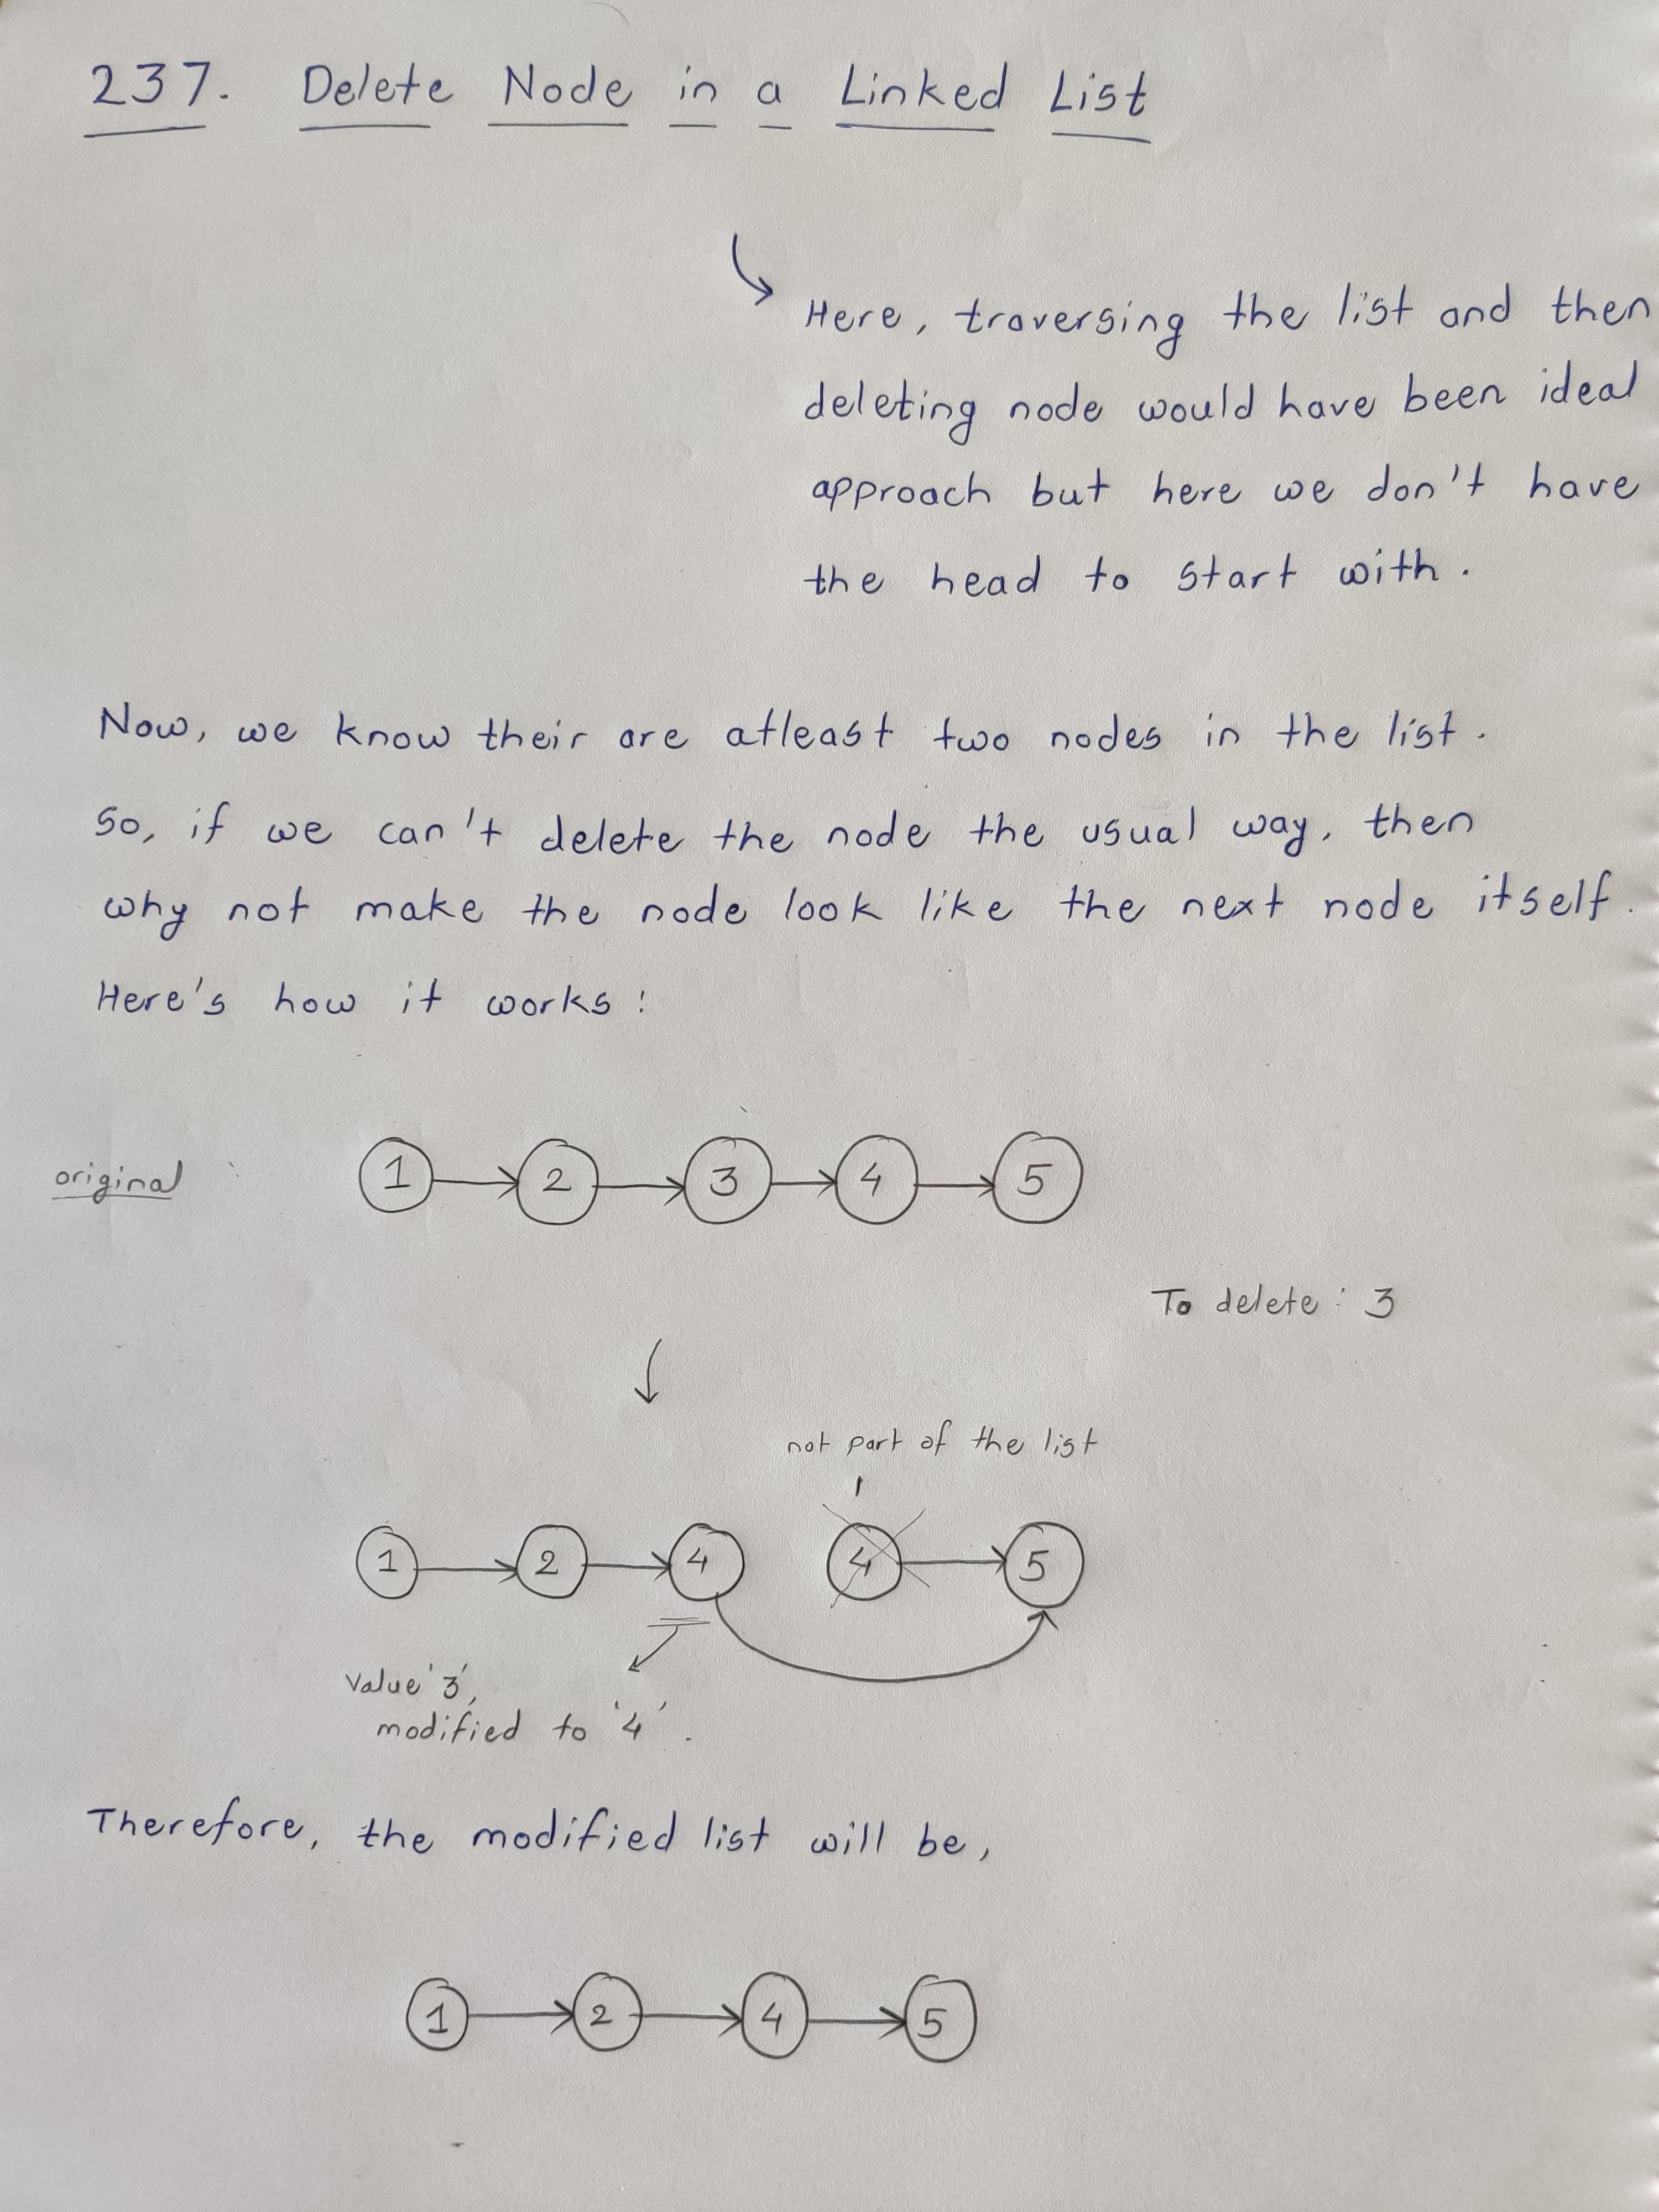 237. Delete Node in a Linked List
Here, traversing the list and then
deleting node would have been ideal
approach but here we don't have
the head to start with.
Now, we know their are atleast two nodes in the list.
So, if we can't delete the node the usual way, then
why not make the node look like the next node itself.
Here's how it works:
original
1 2 3 4 5
To delete: 3
not part of the list
1 2 4 4 5
Value '3',
modified to '4'.
Therefore, the modified list will be,
1 2 4 5